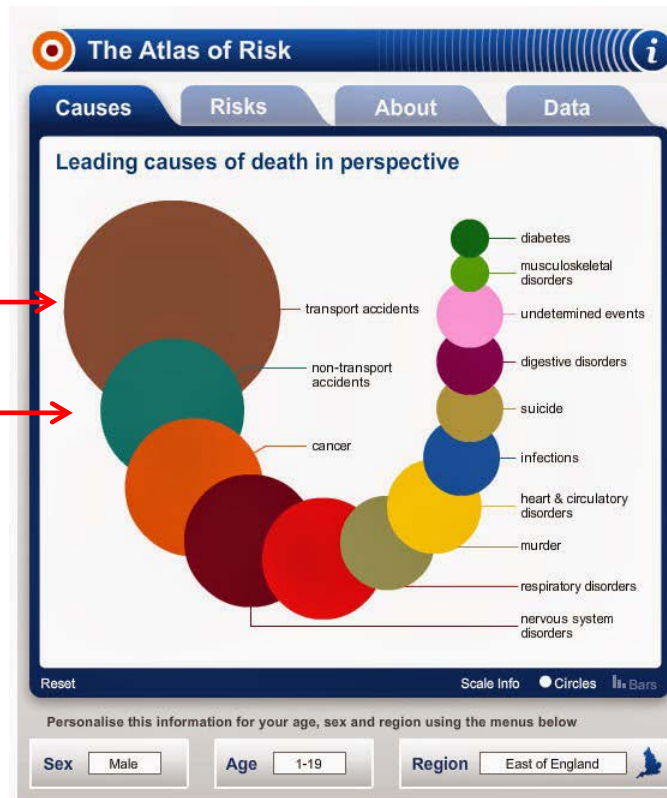 The Atlas of Risk
i
Causes
Risks
About
Data
Leading causes of death in perspective
transport accidents
non-transport
accidents
cancer
diabetes
musculoskeletal
disorders
undetemined events
digestive disorders
suicide
infections
heart & circulatory
disorders
murder
respiratory disorders
nervous system
disorders
Reset
Scale Info
Circles
Bars
Personalise this information for your age, sex and region using the menus below
Sex
Male
Age
1-19
Region
East of England